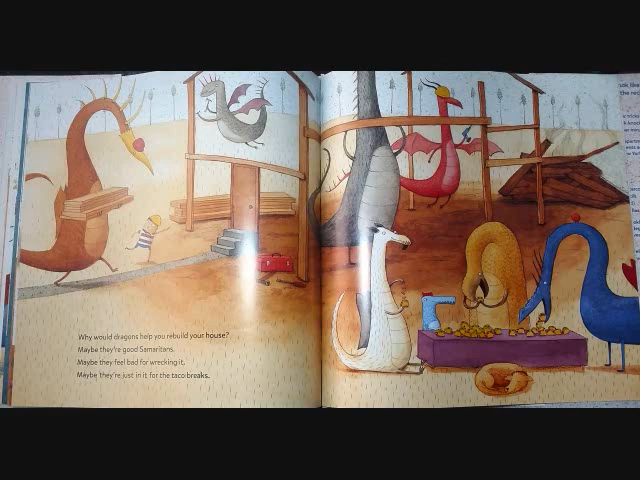 Why would dragons help you rebuild your house?
Maybe they're good Samaritans.
Maybe they feel bad for wrecking it.
Maybe they're just in it for the taco breaks.